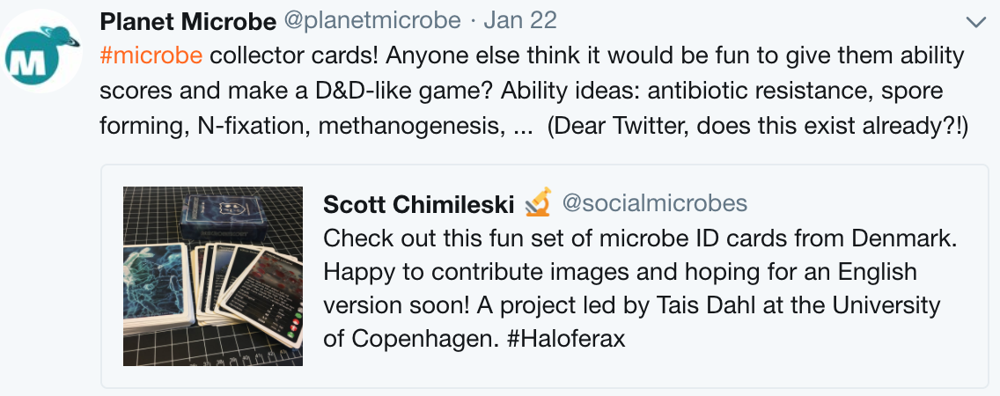 Planet Microbe @planetmicrobe · Jan 22
#microbe collector cards! Anyone else think it would be fun to give them ability
scores and make a D&D-like game? Ability ideas: antibiotic resistance, spore
forming, N-fixation, methanogenesis, ... (Dear Twitter, does this exist already?!)
M
Scott Chimileski 🔬 @socialmicrobes
Check out this fun set of microbe ID cards from Denmark.
Happy to contribute images and hoping for an English
version soon! A project led by Tais Dahl at the University
of Copenhagen. #Haloferax